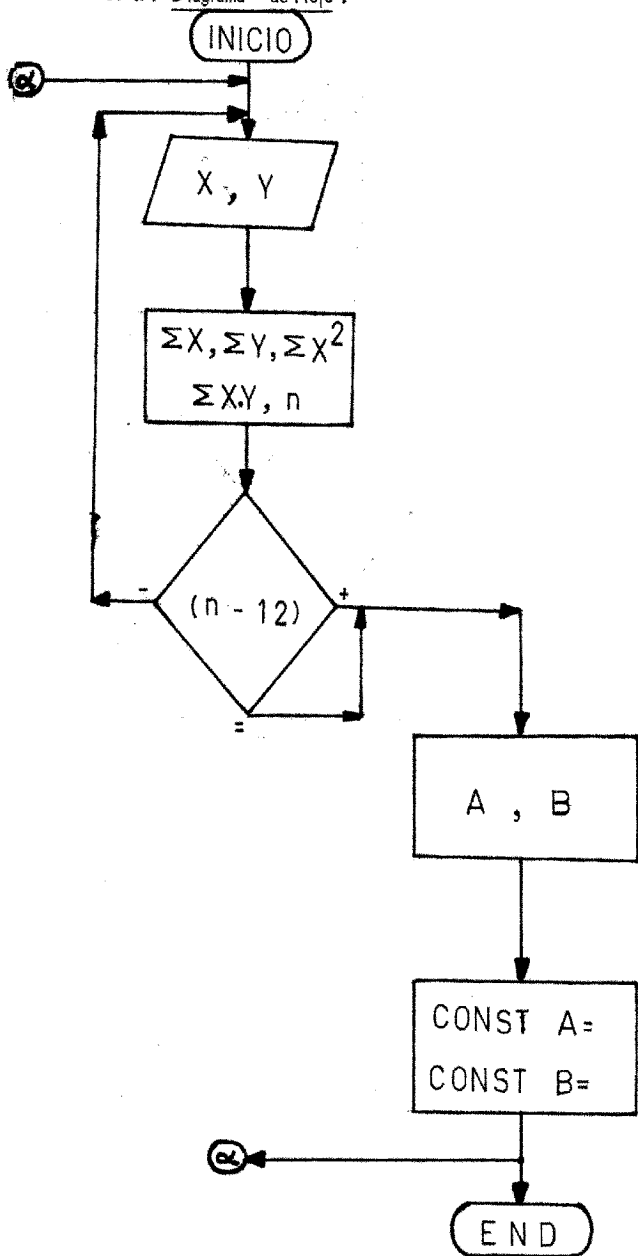 Diagrama de Flujo.
INICIO
α
X, Y
ΣX, ΣY, ΣX²
ΣX.Y, n
-
(n - 12)
+
=
A , B
CONST A=
CONST B=
α
END